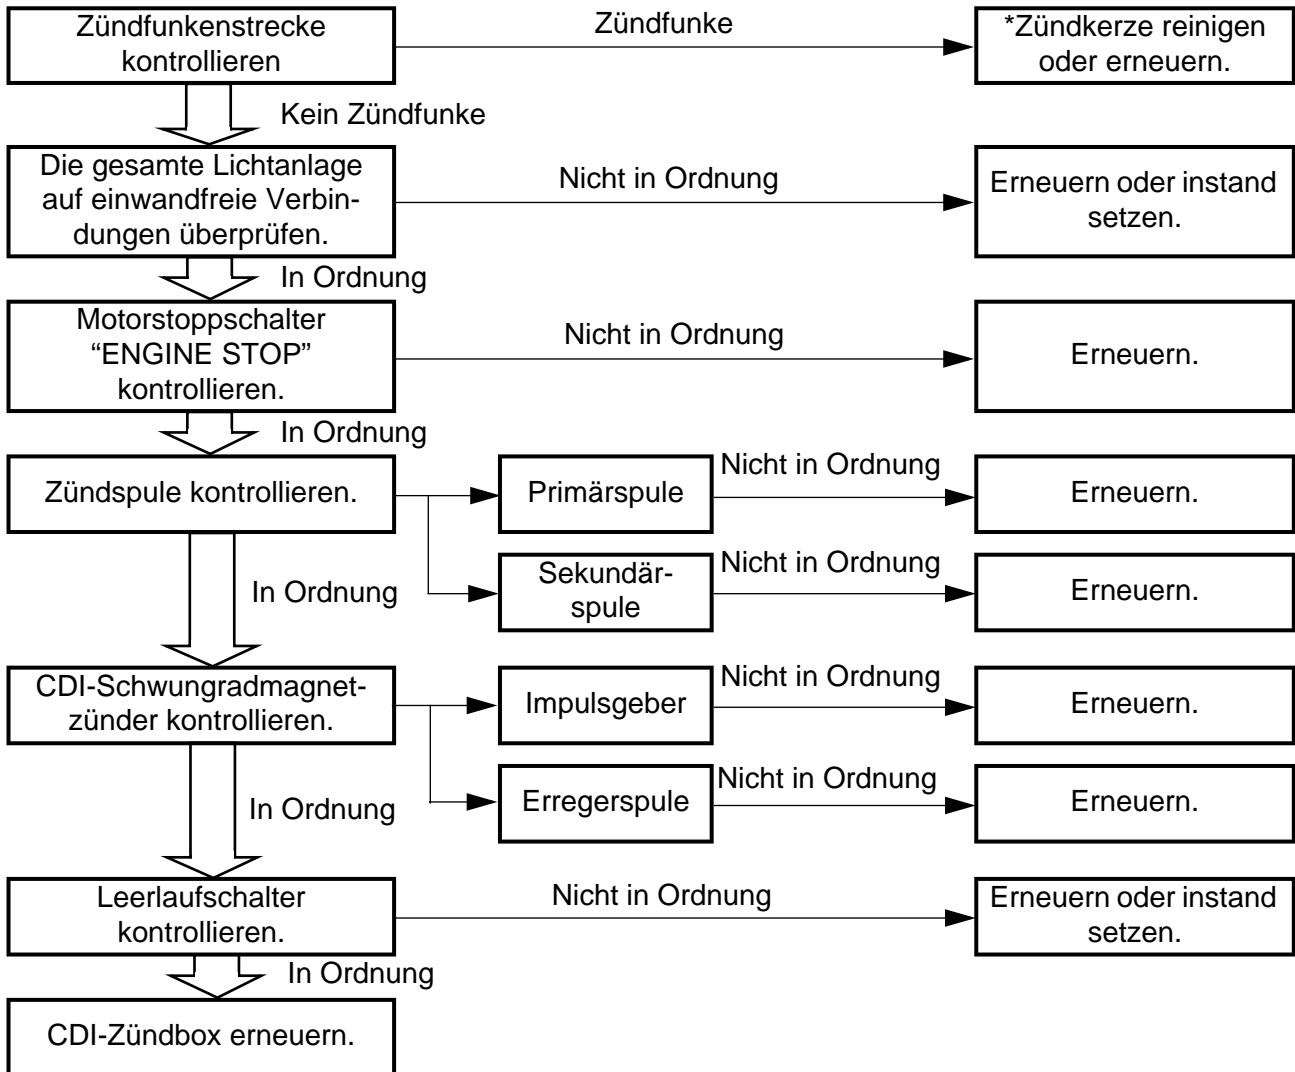 Zündfunkenstrecke
kontrollieren
Zündfunke
*Zündkerze reinigen
oder erneuern.
Kein Zündfunke
Die gesamte Lichtanlage
auf einwandfreie Verbin-
dungen überprüfen.
Nicht in Ordnung
Erneuern oder instand
setzen.
In Ordnung
Motorstoppschalter
“ENGINE STOP”
kontrollieren.
Nicht in Ordnung
Erneuern.
In Ordnung
Zündspule kontrollieren.
Primärspule
Nicht in Ordnung
Erneuern.
Sekundär-
spule
Nicht in Ordnung
Erneuern.
In Ordnung
CDI-Schwungradmagnet-
zünder kontrollieren.
Impulsgeber
Nicht in Ordnung
Erneuern.
Erregerspule
Nicht in Ordnung
Erneuern.
In Ordnung
Leerlaufschalter
kontrollieren.
Nicht in Ordnung
Erneuern oder instand
setzen.
In Ordnung
CDI-Zündbox erneuern.